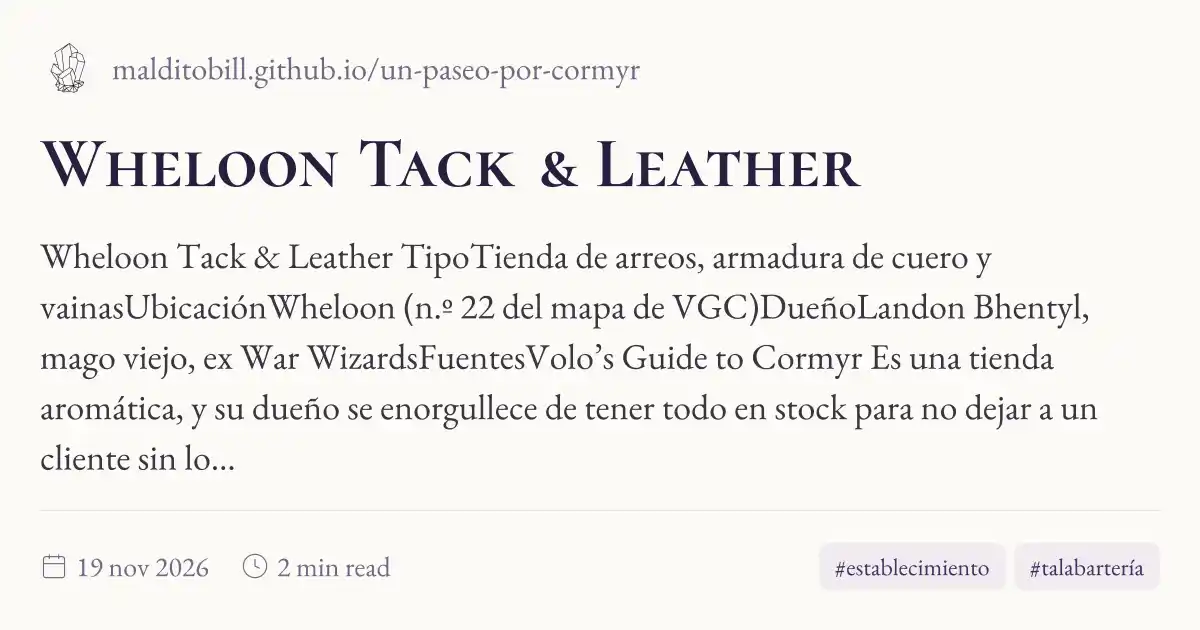 malditobill.github.io/un-paseo-por-cormyr
Wheloon Tack & Leather
Wheloon Tack & Leather TipoTienda de arreos, armadura de cuero y
vainasUbicaciónWheloon (n.º 22 del mapa de VGC)DueñoLandon Bhentyl,
mago viejo, ex War WizardsFuentesVolo’s Guide to Cormyr Es una tienda
aromática, y su dueño se enorgullece de tener todo en stock para no dejar a un
cliente sin lo...
19 nov 2026
2 min read
#establecimiento
#talabartería